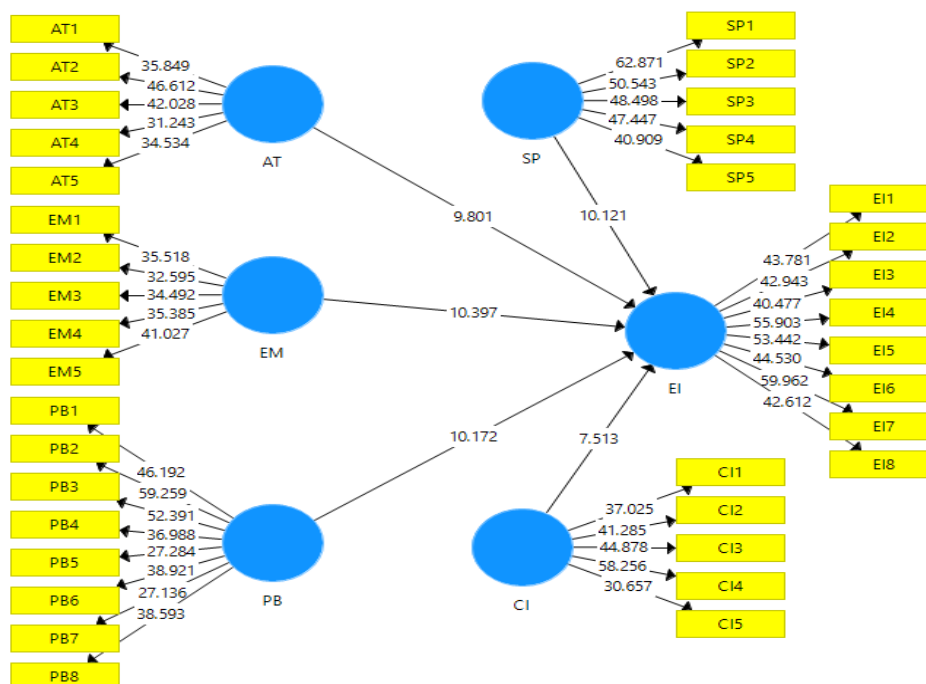 AT1
AT2
AT3
AT4
AT5
35.849
46.612
42.028
31.243
34.534
AT
SP1
SP2
SP3
SP4
SP5
62.871
50.543
48.498
47.447
40.909
SP
9.801
10.121
EM1
EM2
EM3
EM4
EM5
35.518
32.595
34.492
35.385
41.027
EM
10.397
EI1
EI2
EI3
EI4
EI5
EI6
EI7
EI8
43.781
42.943
40.477
55.903
53.442
44.530
59.962
42.612
EI
PB1
PB2
PB3
PB4
PB5
PB6
PB7
PB8
46.192
59.259
52.391
36.988
27.284
38.921
27.136
38.593
PB
10.172
7.513
CI1
CI2
CI3
CI4
CI5
37.025
41.285
44.878
58.256
30.657
CI